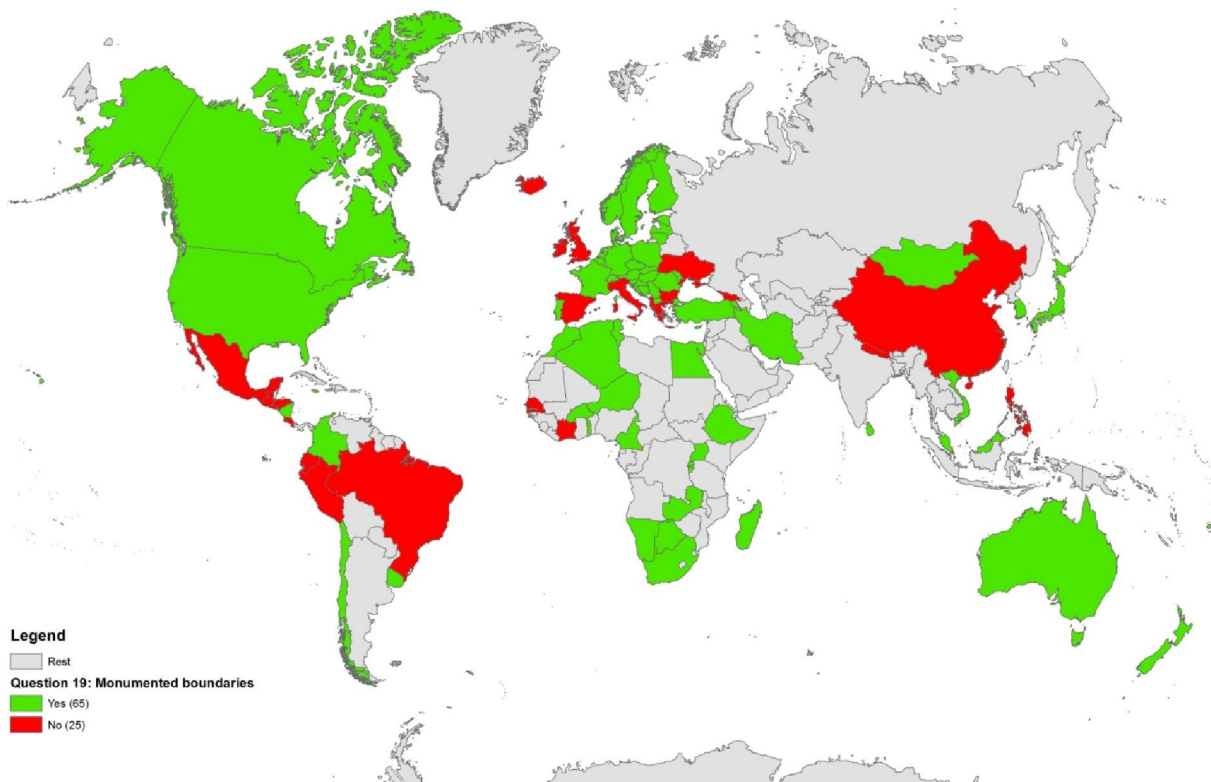 Legend
Rest
Question 19: Monumented boundaries
Yes (65)
No (25)